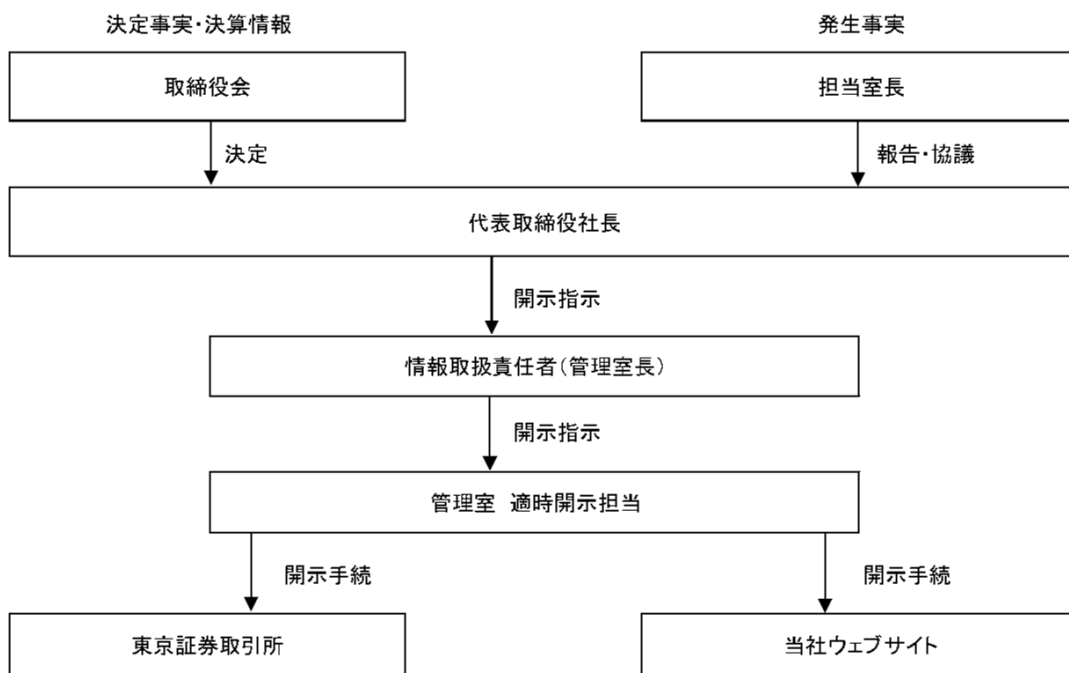 決定事実・決算情報
発生事実
取締役会
担当室長
決定
報告・協議
代表取締役社長
開示指示
情報取扱責任者(管理室長)
開示指示
管理室 適時開示担当
開示手続
開示手続
東京証券取引所
当社ウェブサイト